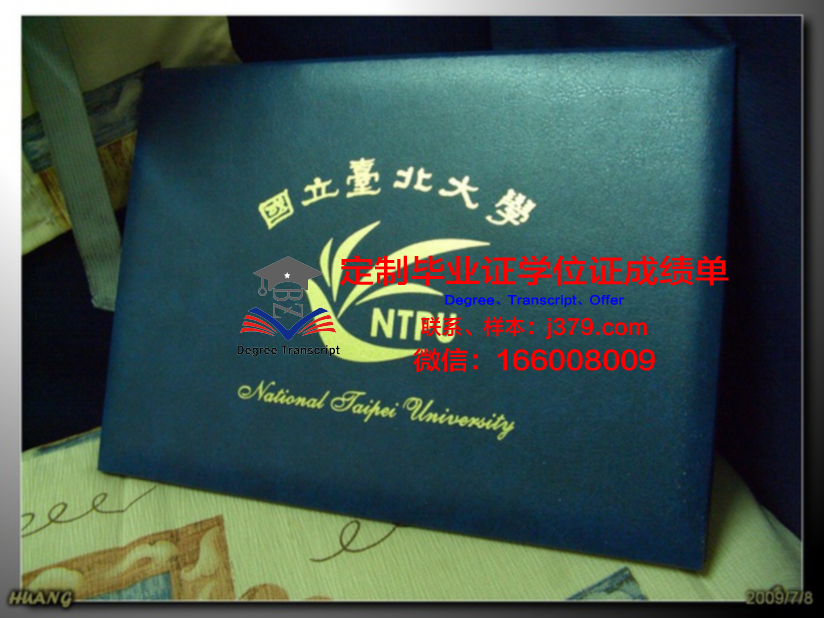 國立臺北大學
定制毕业证学位证成绩单
Degree、Transcript、Offer
NTPU
联系、样本：j379.com
Degree Transcript
微信：166008009
National Taipei University
HUANG
2009/7/8